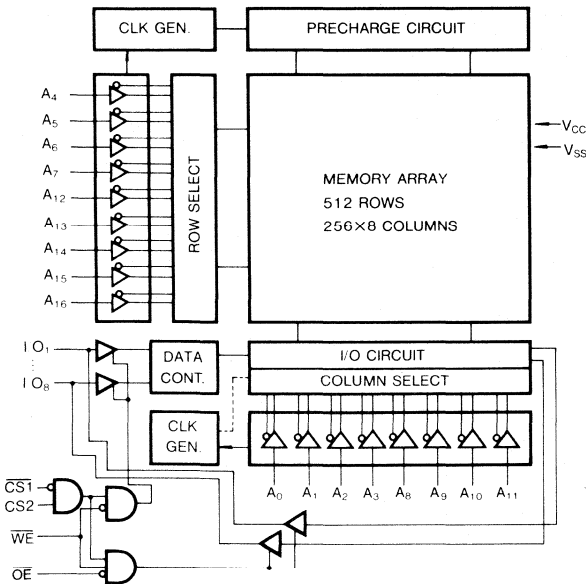 CLK GEN.
PRECHARGE CIRCUIT
A4
A5
A6
A7
A12
A13
A14
A15
A16
ROW SELECT
MEMORY ARRAY
512 ROWS
256×8 COLUMNS
VCC
VSS
I O1
I O8
DATA
CONT.
I/O CIRCUIT
COLUMN SELECT
CLK
GEN.
A0 A1 A2 A3 A8 A9 A10 A11
CS1
CS2
WE
OE